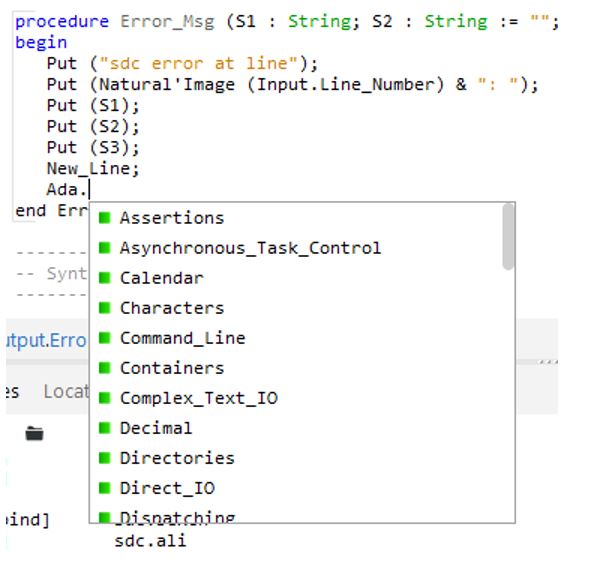 procedure Error_Msg (S1 : String; S2 : String := "";
begin
Put ("sdc error at line");
Put (Natural'Image (Input.Line_Number) & ": ");
Put (S1);
Put (S2);
Put (S3);
New_Line;
Ada.
end Err
Assertions
Asynchronous_Task_Control
Calendar
Characters
Command_Line
Containers
Complex_Text_IO
Decimal
Directories
Direct_IO
Dispatching
--------
-- Synt
--------
utput.Erro
es Locat
bind]
sdc.ali